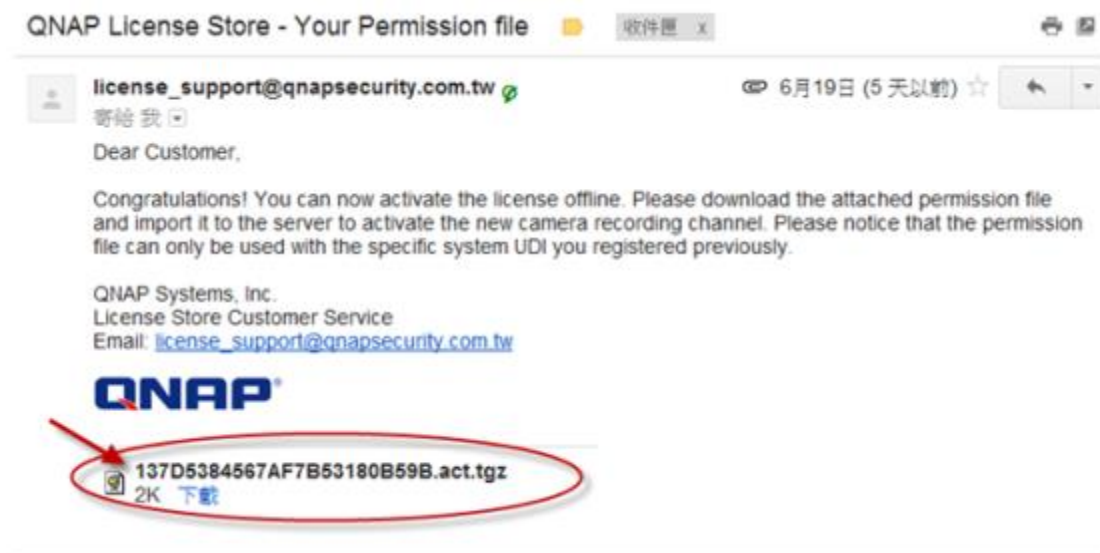 QNAP License Store - Your Permission file 收件匣 x
license_support@qnapsecurity.com.tw 6月19日 (5 天以前)
寄給 我
Dear Customer,
Congratulations! You can now activate the license offline. Please download the attached permission file
and import it to the server to activate the new camera recording channel. Please notice that the permission
file can only be used with the specific system UDI you registered previously.
QNAP Systems, Inc.
License Store Customer Service
Email: license_support@qnapsecurity.com.tw
QNAP®
137D5384567AF7B53180B59B.act.tgz
2K 下載